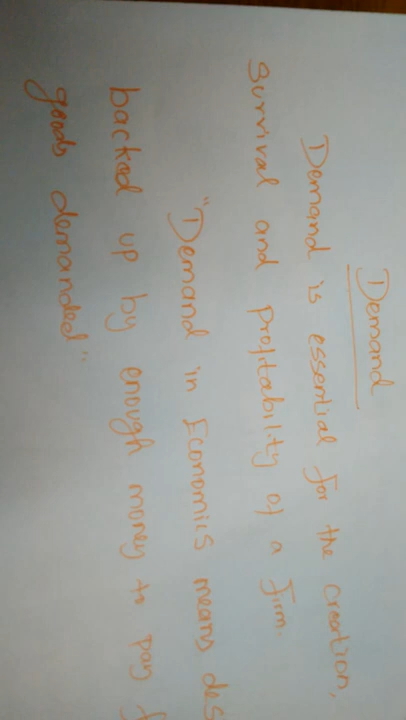 Demand
Demand is essential for the creation,
Survival and Profitability of a firm.
"Demand in Economics means des
backed up by enough money to pay f
goods demanded"